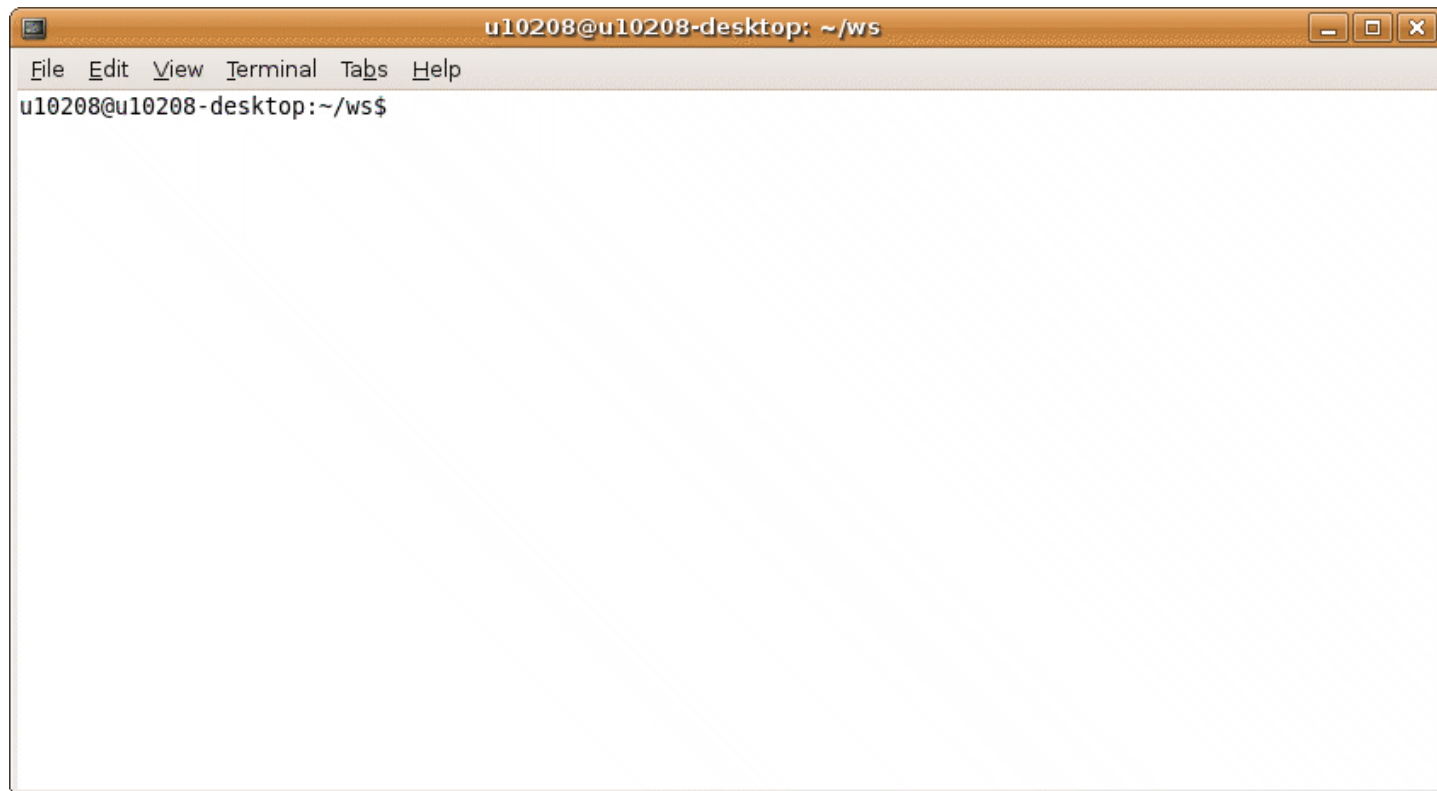 u10208@u10208-desktop: ~/ws
File Edit View Terminal Tabs Help
u10208@u10208-desktop:~/ws$